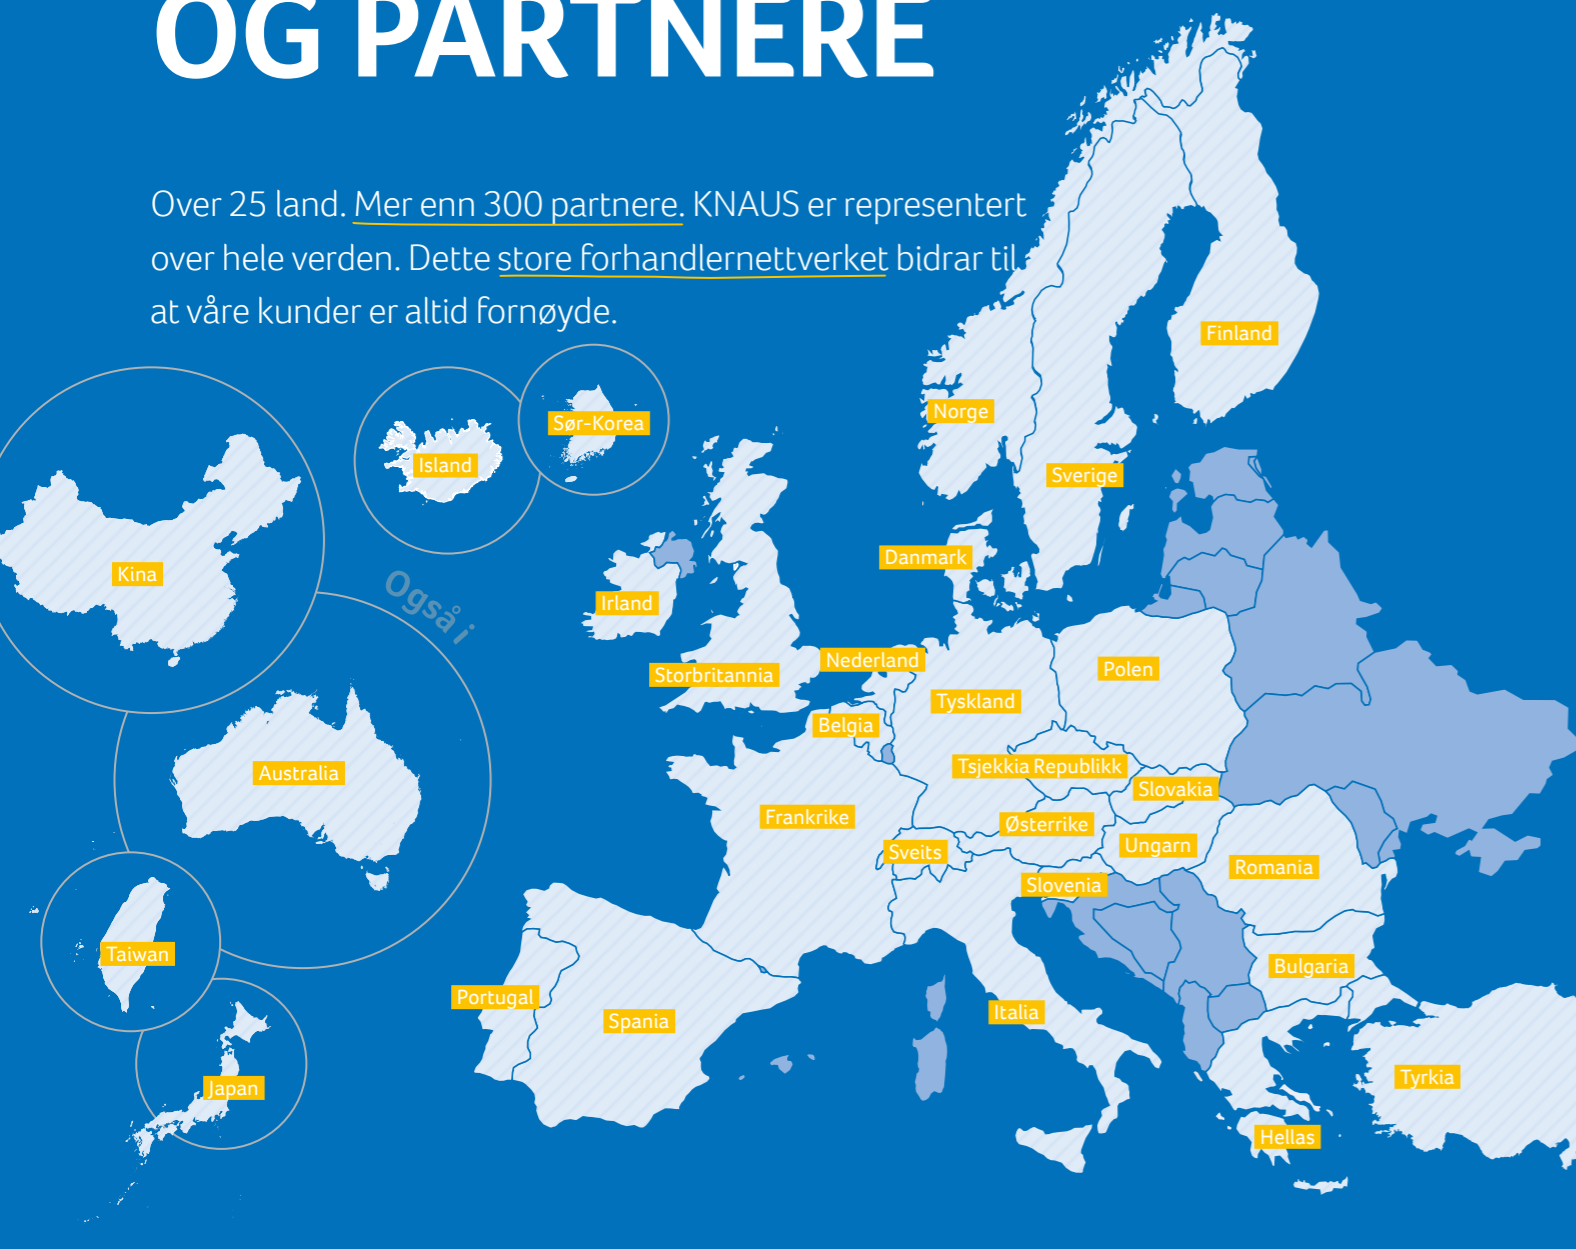 OG PARTNERE
Over 25 land. Mer enn 300 partnere. KNAUS er representert
over hele verden. Dette store forhandlernettverket bidrar til
at våre kunder er altid fornøyde.
Finland
Norge
Sør-Korea
Island
Sverige
Danmark
Kina
Irland
Også i
Nederland
Polen
Storbritannia
Tyskland
Belgia
Tsjekkia Republikk
Australia
Slovakia
Frankrike
Østerrike
Ungarn
Sveits
Romania
Slovenia
Taiwan
Bulgaria
Portugal
Italia
Spania
Tyrkia
Japan
Hellas